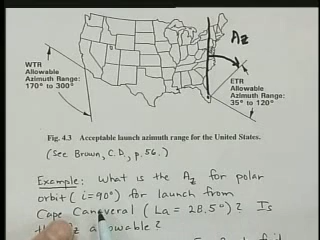 Az
WTR
Allowable
Azimuth Range:
170° to 300°
ETR
Allowable
Azimuth Range:
35° to 120°
Fig. 4.3 Acceptable launch azimuth range for the United States.
(See Brown, C.D., p. 56.)
Example: What is the Az for polar
orbit (i=90°) for launch from
Cape Canaveral (La = 28.5°)? Is
allowable?